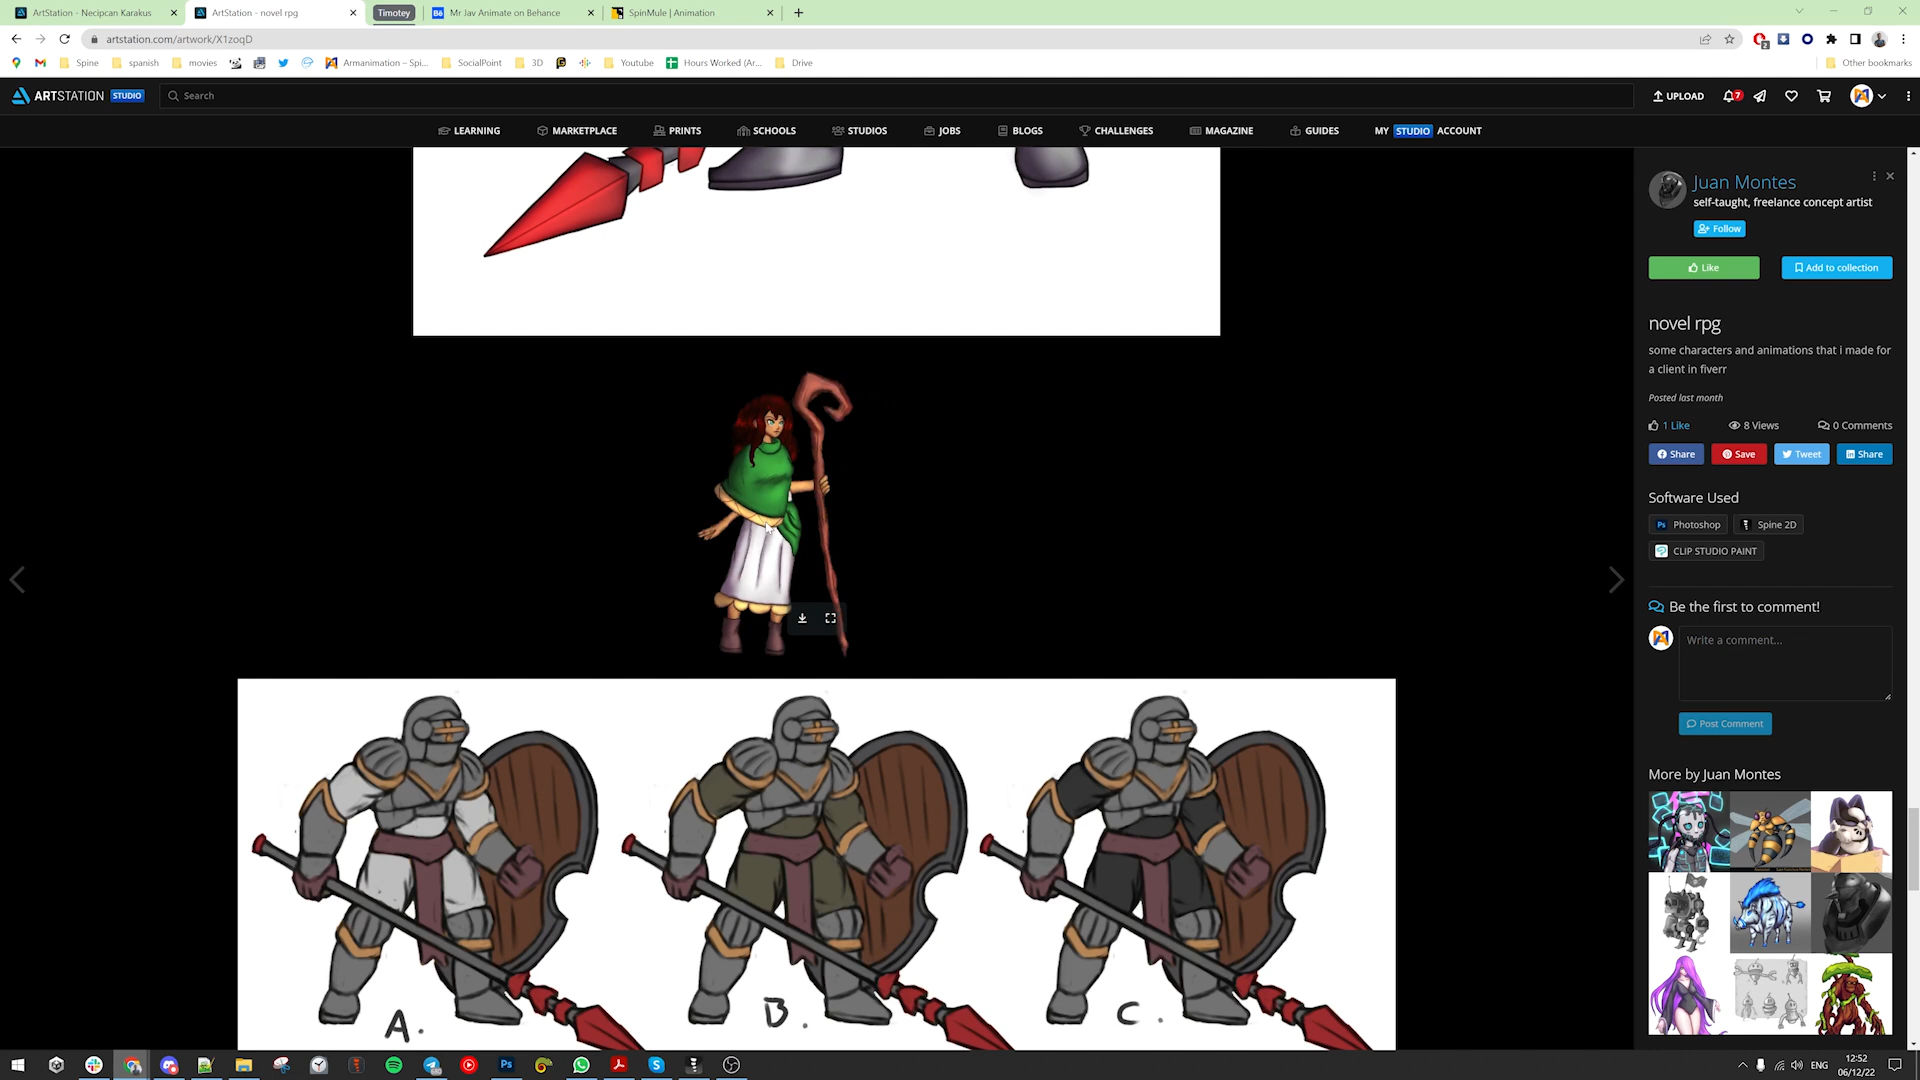 ArtStation - Necipcan Karakus
ArtStation - novel rpg
Timotey
Mr Jav Animate on Behance
SpinMule | Animation
artstation.com/artwork/X1zoqD
Spine
spanish
movies
Armanimation – Spi...
SocialPoint
3D
Youtube
Hours Worked (Ar...
Drive
Other bookmarks
ARTSTATION STUDIO
Search
UPLOAD
7
LEARNING
MARKETPLACE
PRINTS
SCHOOLS
STUDIOS
JOBS
BLOGS
CHALLENGES
MAGAZINE
GUIDES
MY STUDIO ACCOUNT
Juan Montes
self-taught, freelance concept artist
Follow
Like
Add to collection
novel rpg
some characters and animations that i made for
a client in fiverr
Posted last month
1 Like
8 Views
0 Comments
Share
Save
Tweet
Share
Software Used
Ps Photoshop
Spine 2D
CLIP STUDIO PAINT
Be the first to comment!
Write a comment...
Post Comment
More by Juan Montes
A.
B.
C.
Ps
ENG
12:52
06/12/22